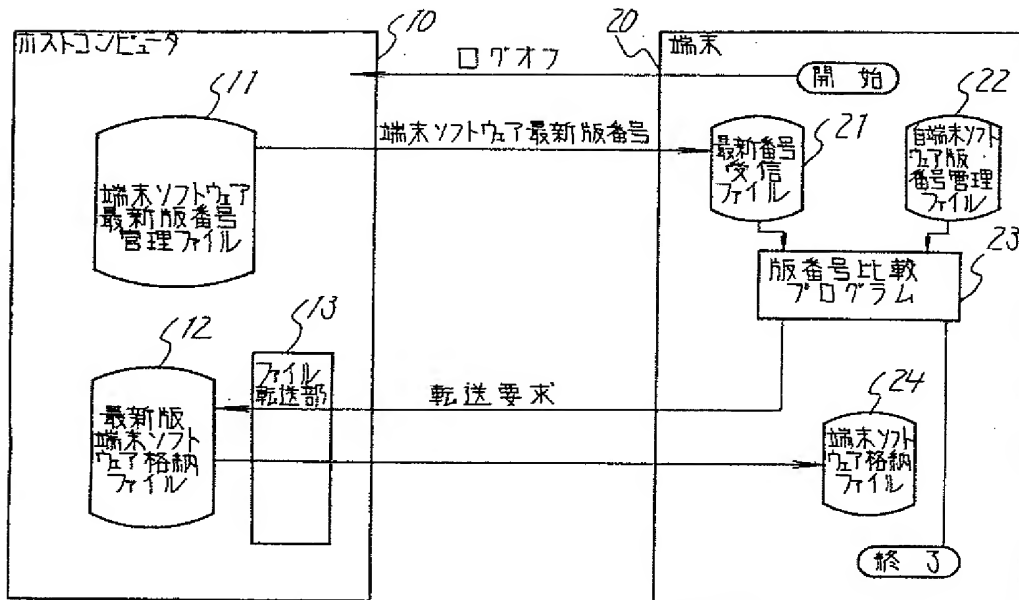 ホストコンピュータ
10
20
端末
ログオフ
開始
11
端末ソフトウェア
最新版番号
管理ファイル
端末ソフトウェア最新版番号
21
最新番号
受信
ファイル
22
自端末ソフト
ウェア版
番号管理
ファイル
23
版番号比較
プログラム
12
最新版
端末ソフト
ウェア格納
ファイル
13
ファイル
転送部
転送要求
24
端末ソフト
ウェア格納
ファイル
終了